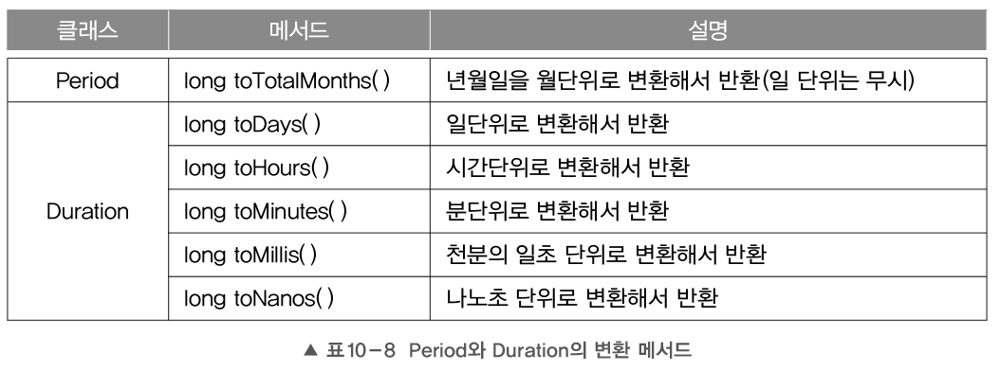 클래스 메서드 설명
Period long toTotalMonths( ) 년월일을 월단위로 변환해서 반환(일 단위는 무시)
Duration long toDays( ) 일단위로 변환해서 반환
long toHours( ) 시간단위로 변환해서 반환
long toMinutes( ) 분단위로 변환해서 반환
long toMillis( ) 천분의 일초 단위로 변환해서 반환
long toNanos( ) 나노초 단위로 변환해서 반환
▲ 표10-8 Period와 Duration의 변환 메서드